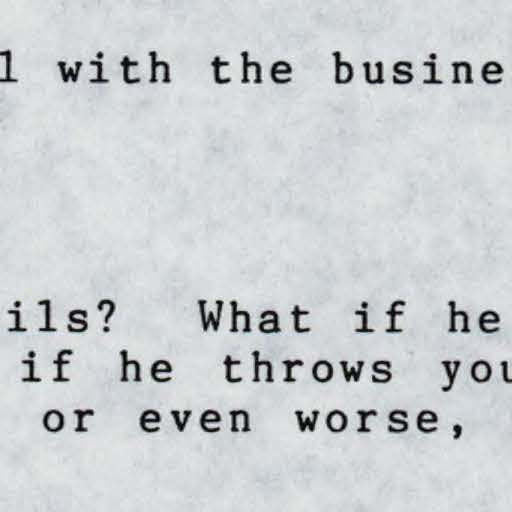 l with the busine
ils?  What if he
if he throws you
or even worse,